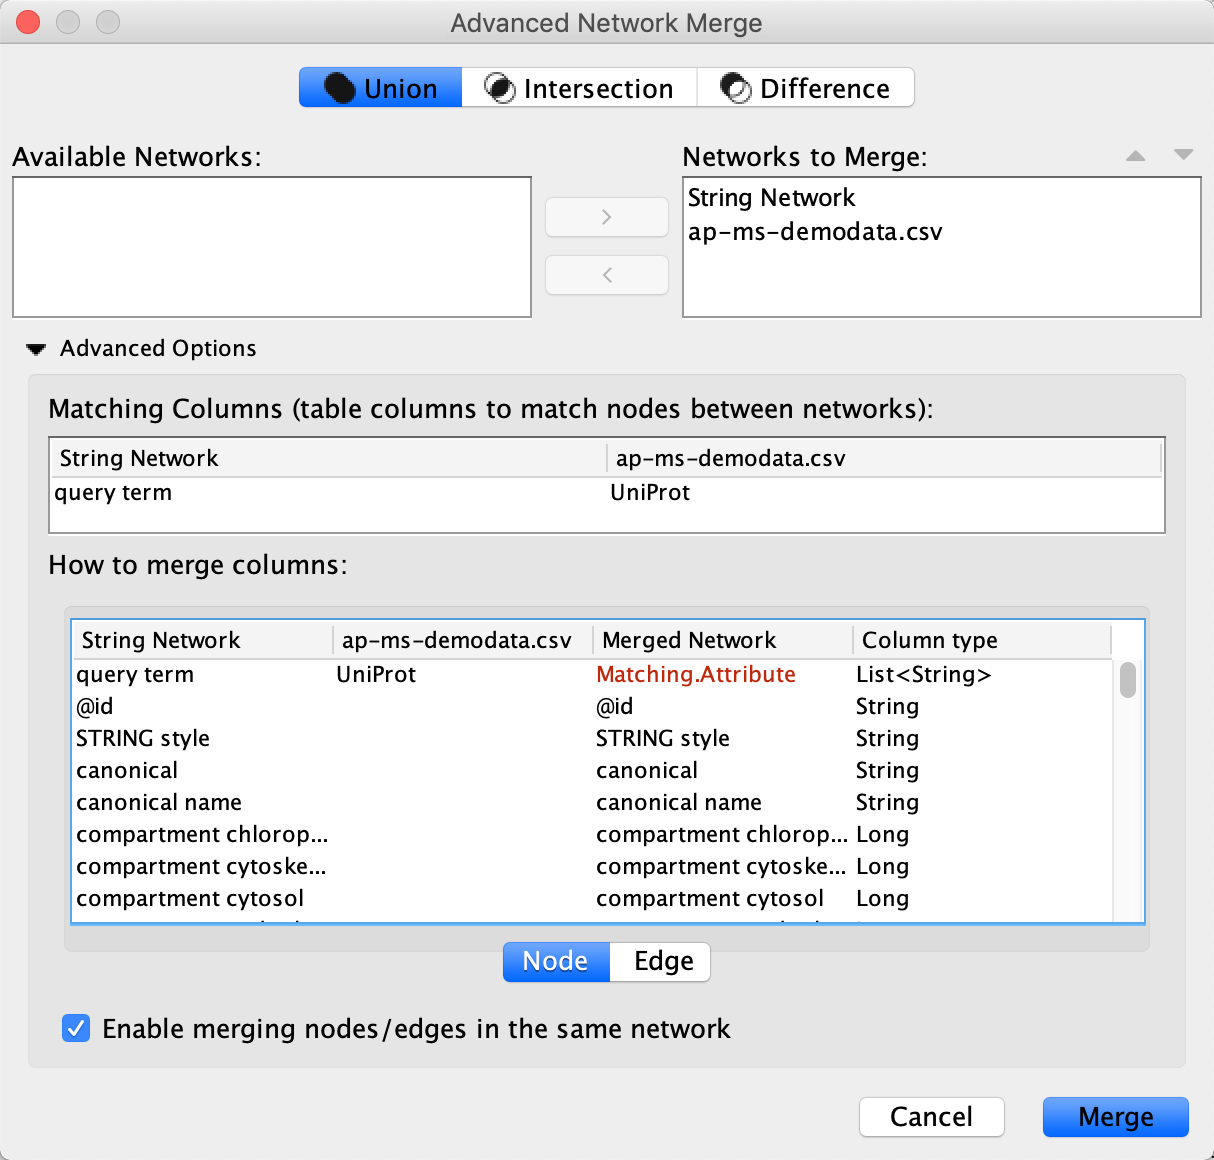 Advanced Network Merge
Union Intersection Difference
Available Networks: Networks to Merge:
String Network
ap-ms-demodata.csv
>
<
Advanced Options
Matching Columns (table columns to match nodes between networks):
String Network ap-ms-demodata.csv
query term UniProt
How to merge columns:
String Network ap-ms-demodata.csv Merged Network Column type
query term UniProt Matching.Attribute List<String>
@id @id String
STRING style STRING style String
canonical canonical String
canonical name canonical name String
compartment chlorop... compartment chlorop... Long
compartment cytoske... compartment cytoske... Long
compartment cytosol compartment cytosol Long
Node Edge
Enable merging nodes/edges in the same network
Cancel Merge